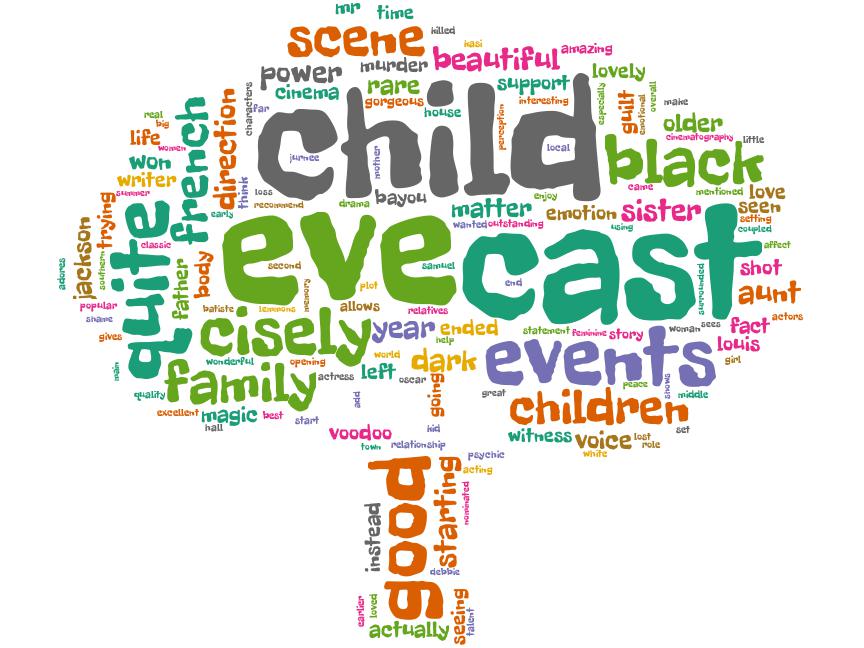 mr
time
scene
killed
hasi
beautiful
amazing
power
murder
cinema
rare
gorgeous
support
lovely
interesting
house
child
characters
far
especially
guilt
emotional
overall
make
older
cinematography
little
real
big
life
women
won
writer
summer
french
direction
think
early
jurnee
mother
perception
local
black
loss
recommend
drama
bayou
enjoy
came
mentioned
love
seen
setting
coupled
affect
matter
wanted
outstanding
emotion
using
sister
quite
trying
jackson
southern
adores
classic
father
body
eve
second
samuel
cast
end
surrounded
shot
aunt
actors
popular
shame
gives
batiste
lemmons
memory
plot
allows
relatives
cisely
year
ended
help
statement
feminine
story
woman
sees
fact
louis
girl
main
wonderful
opening
world
dark
events
family
actress
left
oscar
going
great
peace
shows
middle
quality
excellent
magic
best
hall
start
add
children
set
voodoo
kid
town
relationship
witness
voice
lost
role
white
psychic
acting
good
starting
nominated
instead
debbie
earlier
loved
actually
seeing
talent